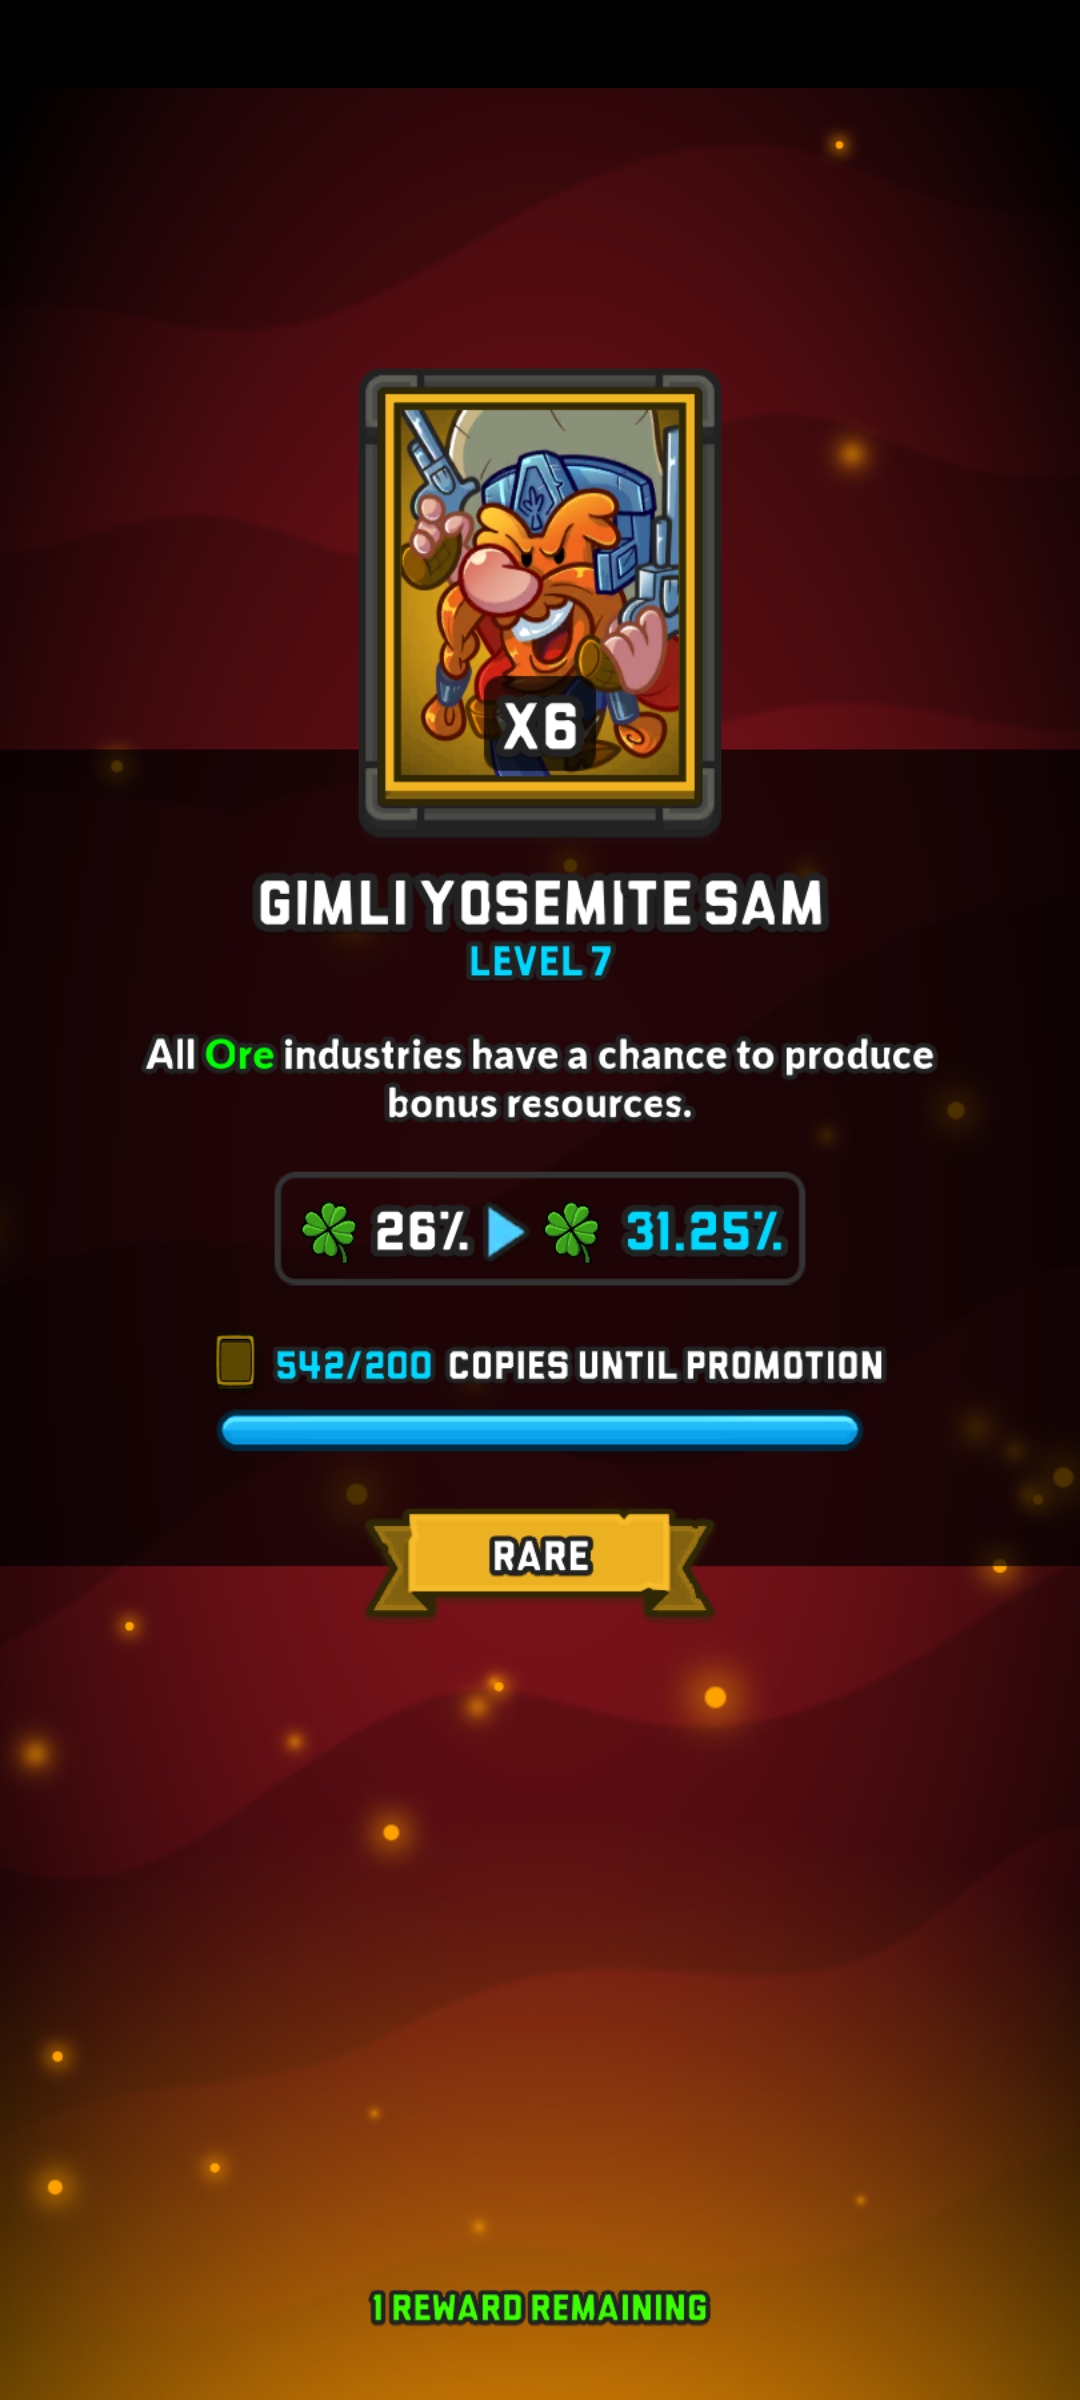 X6
GIMLI YOSEMITE SAM
LEVEL 7
All Ore industries have a chance to produce
bonus resources.
26% 31.25%
542/200 COPIES UNTIL PROMOTION
RARE
1 REWARD REMAINING